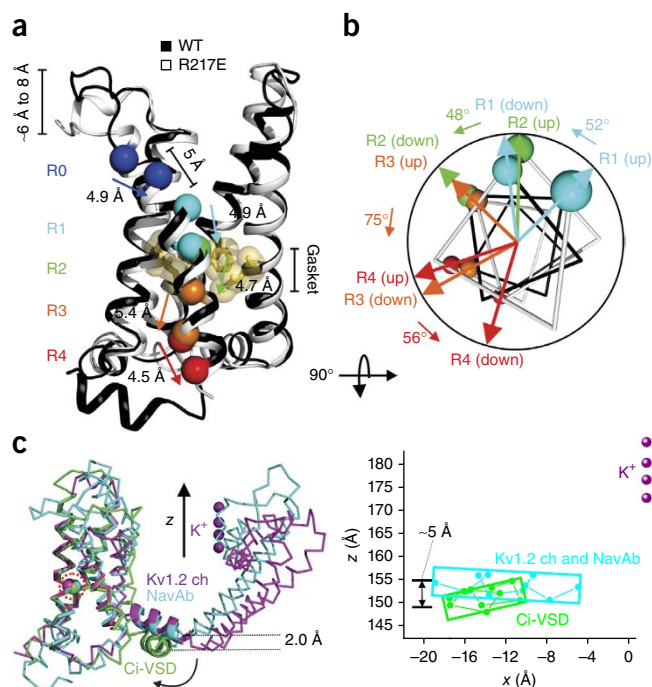 a
WT
R217E
~6 Å to 8 Å
R0
5 Å
4.9 Å
4.9 Å
R1
R2
Gasket
4.7 Å
R3
5.4 Å
R4
4.5 Å
90°
b
R1 (down)
R2 (up)
48°
52°
R2 (down)
R3 (up)
R1 (up)
75°
R4 (up)
R3 (down)
56°
R4 (down)
c
z
K+
Kv1.2 ch
NavAb
2.0 Å
Ci-VSD
z (Å)
180
175
170
165
160
155
150
145
K+
~5 Å
Kv1.2 ch and NavAb
Ci-VSD
−20 −16 −12 −8 −4 0
x (Å)